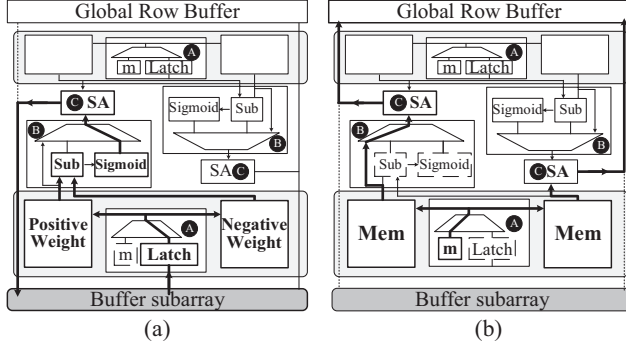 Global Row Buffer
A
m Latch
C SA
Sigmoid Sub
B
B
Sub Sigmoid
SA C
Positive Weight
A
m Latch
Negative Weight
Buffer subarray
(a)
Global Row Buffer
A
m Latch
C SA
Sigmoid Sub
B
B
Sub Sigmoid
C SA
Mem
A
m Latch
Mem
Buffer subarray
(b)